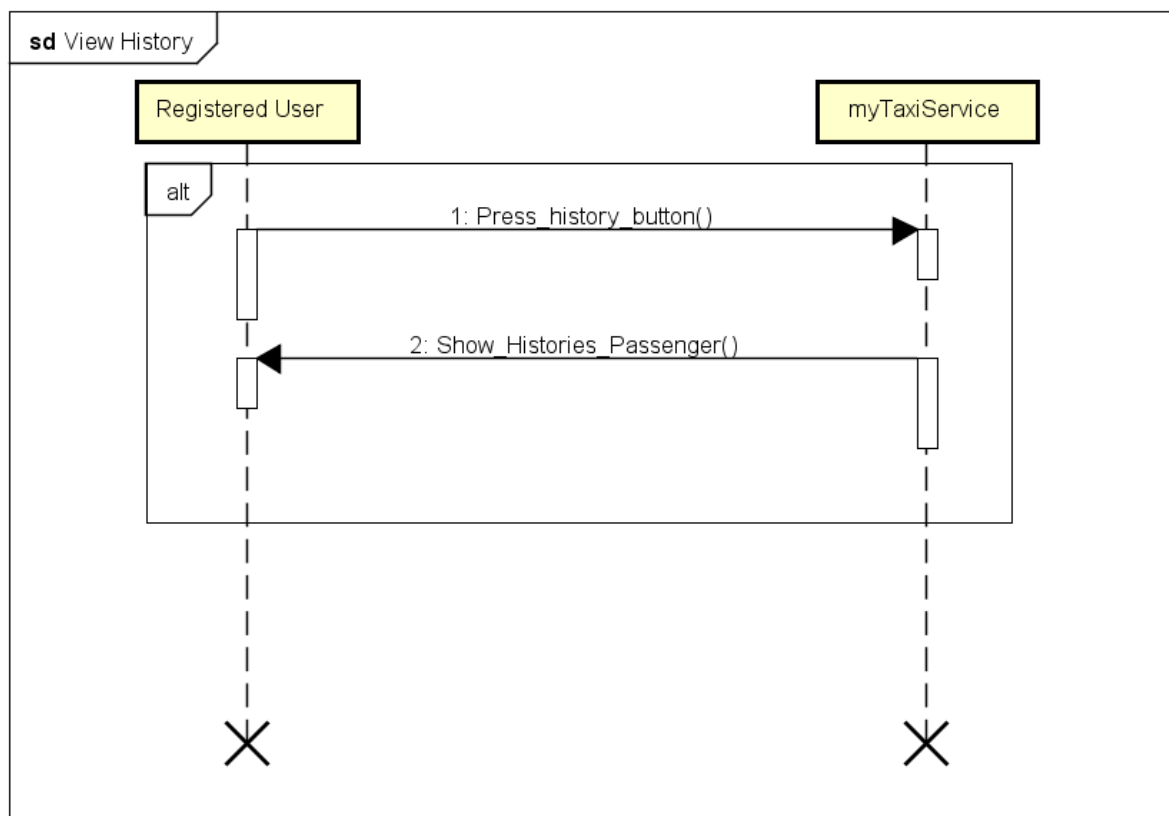 sd View History
Registered User
myTaxiService
alt
1: Press_history_button()
2: Show_Histories_Passenger()